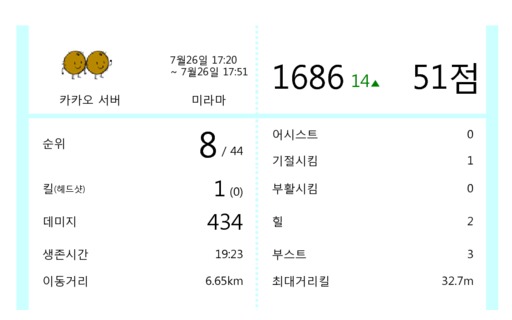 7월26일 17:20
~ 7월26일 17:51
카카오 서버
미라마
1686 14▲ 51점
순위 8 / 44
킬(헤드샷) 1 (0)
데미지 434
생존시간 19:23
이동거리 6.65km
어시스트 0
기절시킴 1
부활시킴 0
힐 2
부스트 3
최대거리킬 32.7m